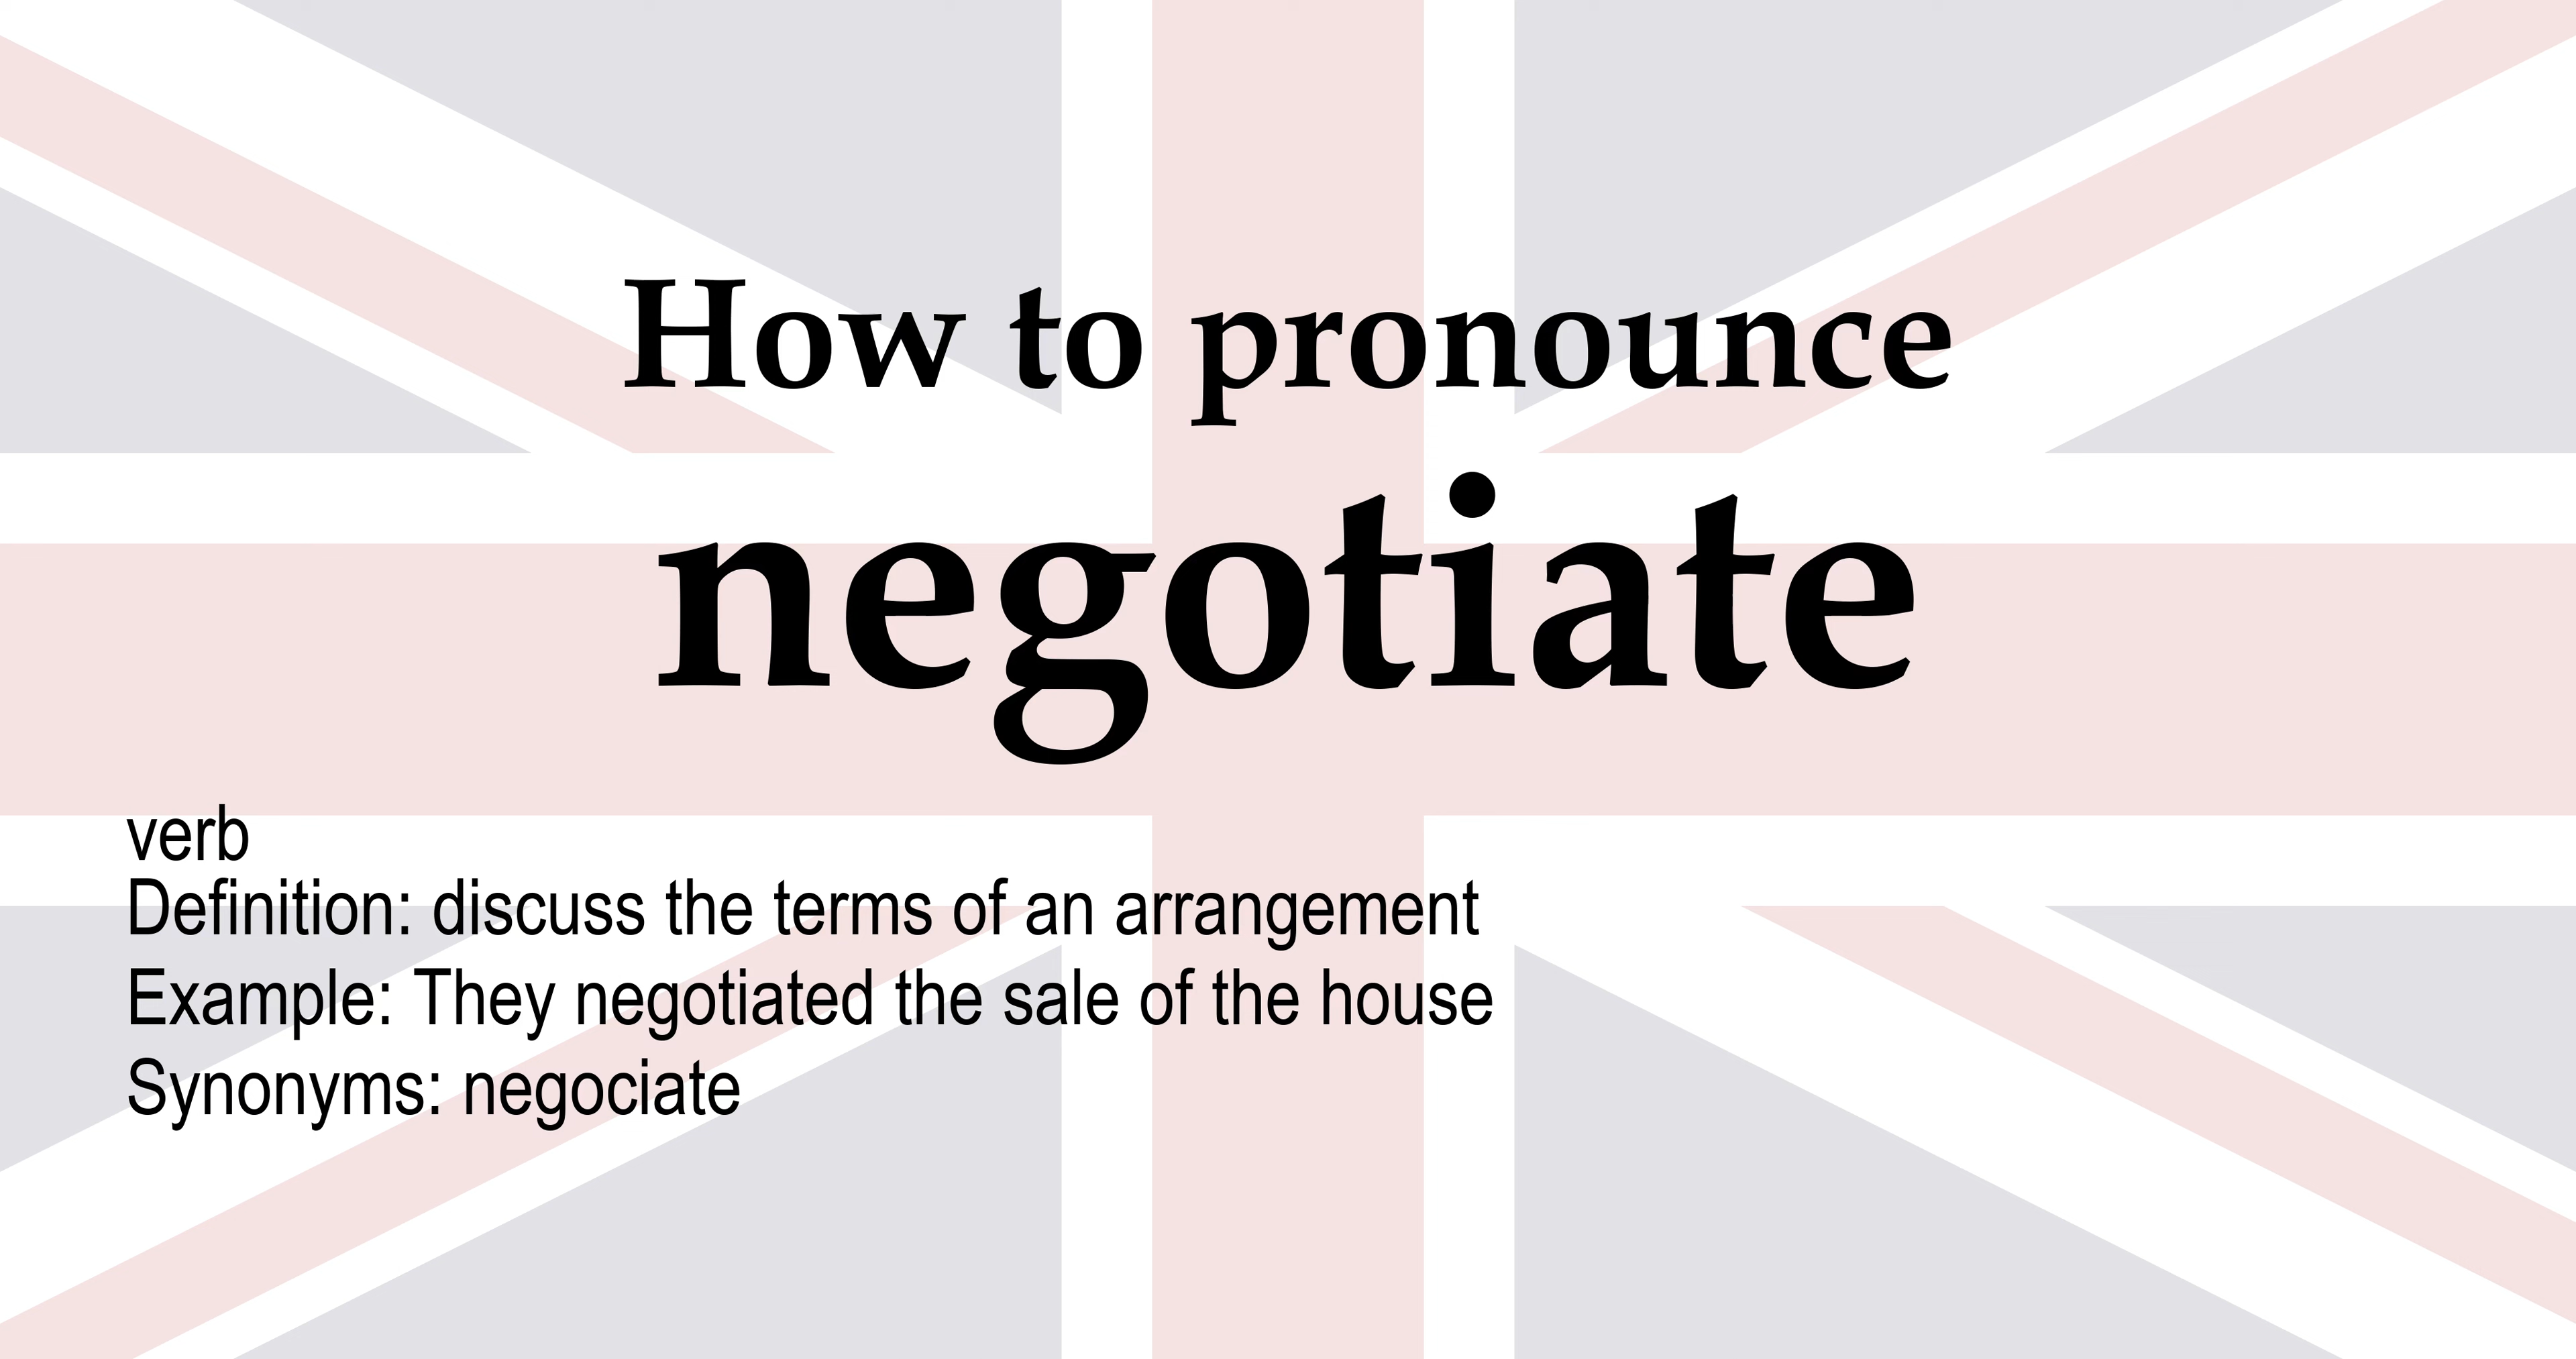 How to pronounce
negotiate
verb
Definition: discuss the terms of an arrangement
Example: They negotiated the sale of the house
Synonyms: negociate